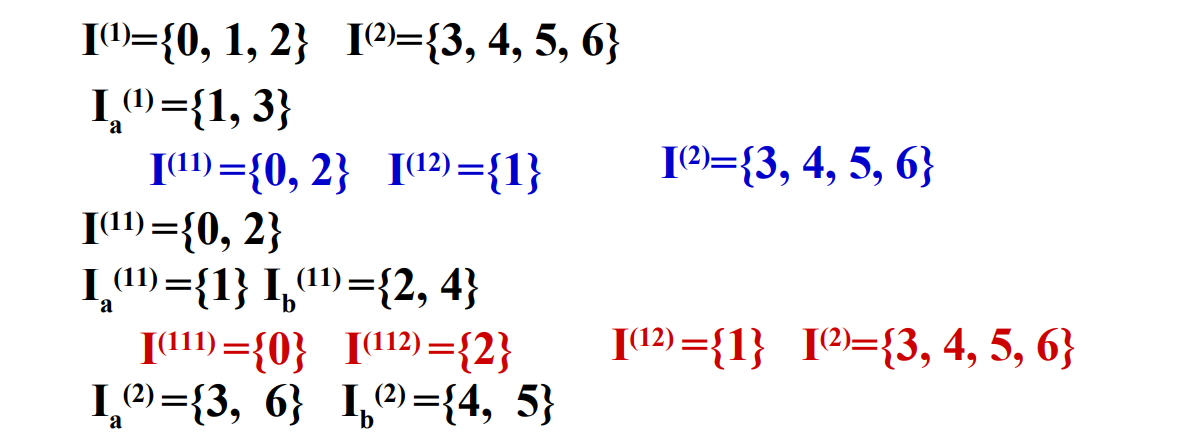 I(1)={0, 1, 2} I(2)={3, 4, 5, 6}
Ia(1)={1, 3}
I(11)={0, 2} I(12)={1} I(2)={3, 4, 5, 6}
I(11)={0, 2}
Ia(11)={1} Ib(11)={2, 4}
I(111)={0} I(112)={2} I(12)={1} I(2)={3, 4, 5, 6}
Ia(2)={3, 6} Ib(2)={4, 5}